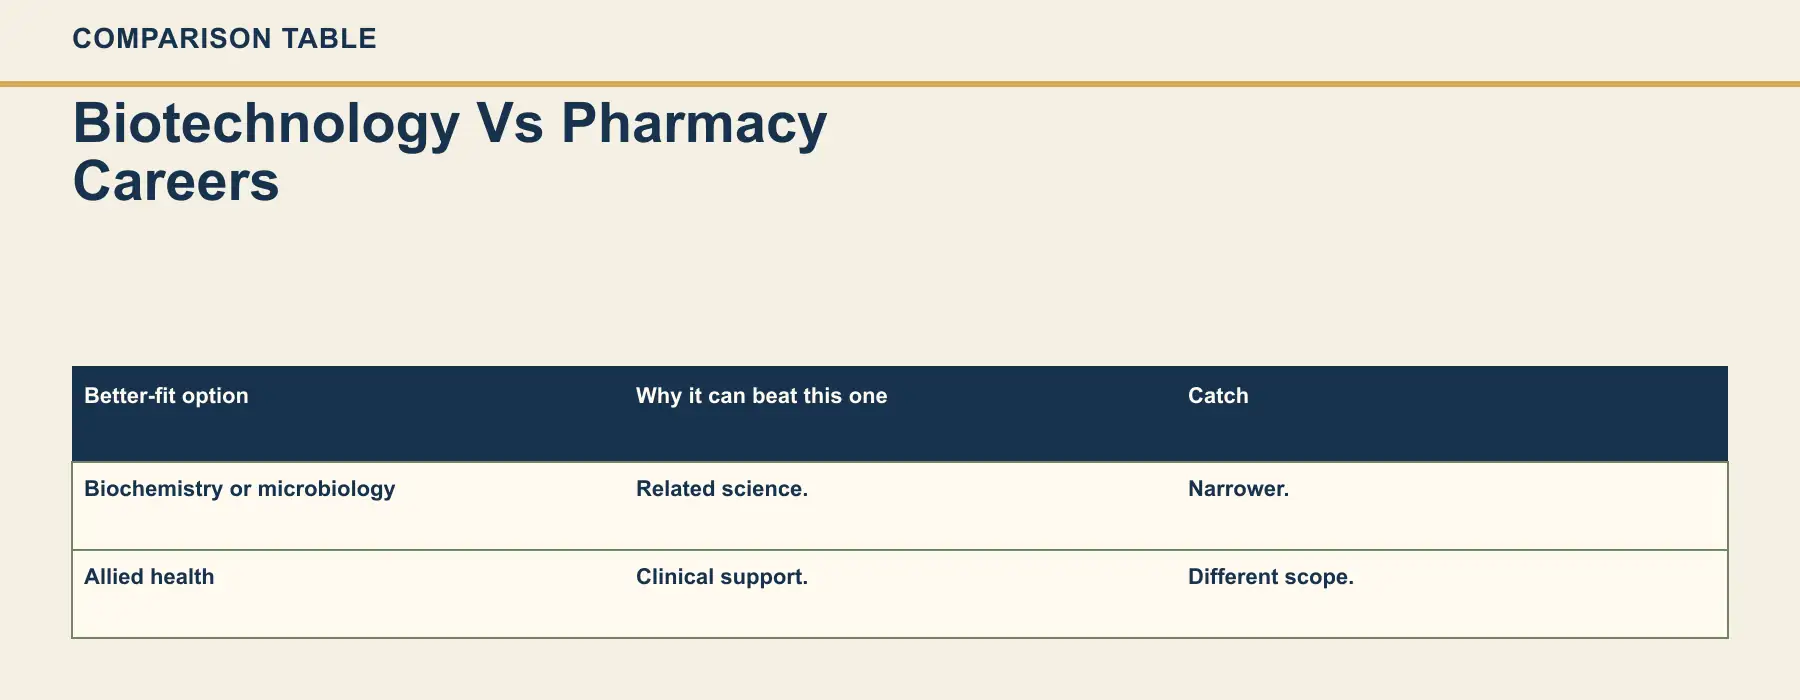 COMPARISON TABLE
Biotechnology Vs Pharmacy
Careers
Better-fit option Why it can beat this one Catch
Biochemistry or microbiology Related science. Narrower.
Allied health Clinical support. Different scope.